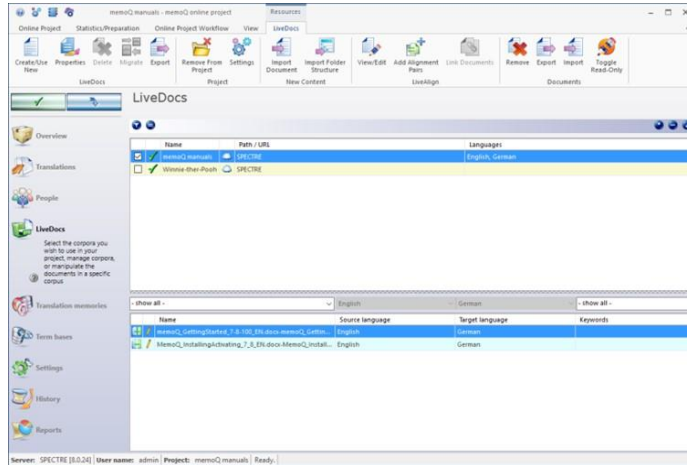 memoQ manuals - memoQ online project
Resources
Online Project Statistics/Preparation Online Project Workflow View LiveDocs
Create/Use New Properties Delete Migrate Export Remove From Project Settings Import Document Import Folder Structure View/Edit Add Alignment Pairs Link Documents Remove Export Import Toggle Read-Only
LiveDocs Project New Content LiveAlign Documents
LiveDocs
Overview
Translations
People
LiveDocs
Select the corpora you
wish to use in your
project, manage corpora,
or manipulate the
documents in a specific
corpus
Translation memories
Term bases
Settings
History
Reports
Name Path / URL Languages
memoQ manuals SPECTRE English, German
Winnie-ther-Pooh SPECTRE
- show all - English German - show all -
Name Source language Target language Keywords
memoQ_GettingStarted_7-8-100_EN.docx-memoQ_Gettin... English German
MemoQ_InstallingActivating_7_8_EN.docx-MemoQ_Install... English German
Server: SPECTRE [8.0.24] User name: admin Project: memoQ manuals Ready.